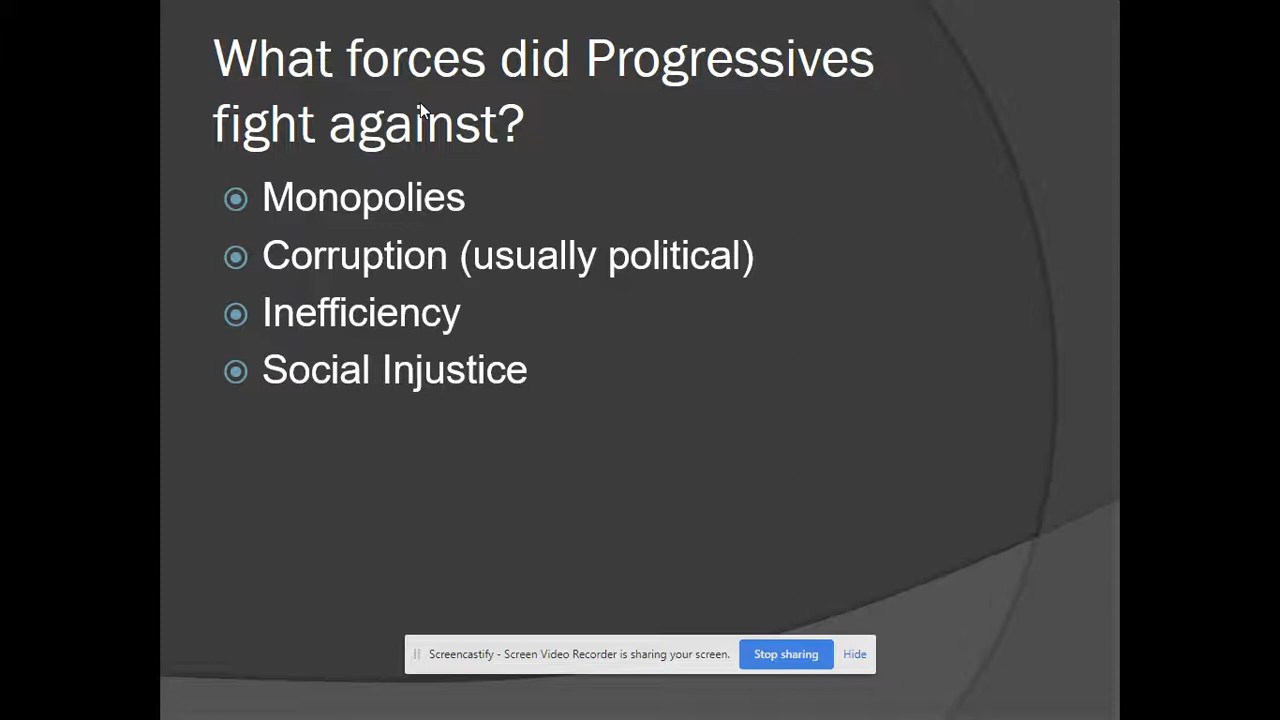 What forces did Progressives
fight against?
Monopolies
Corruption (usually political)
Inefficiency
Social Injustice
Screencastify - Screen Video Recorder is sharing your screen. Stop sharing Hide